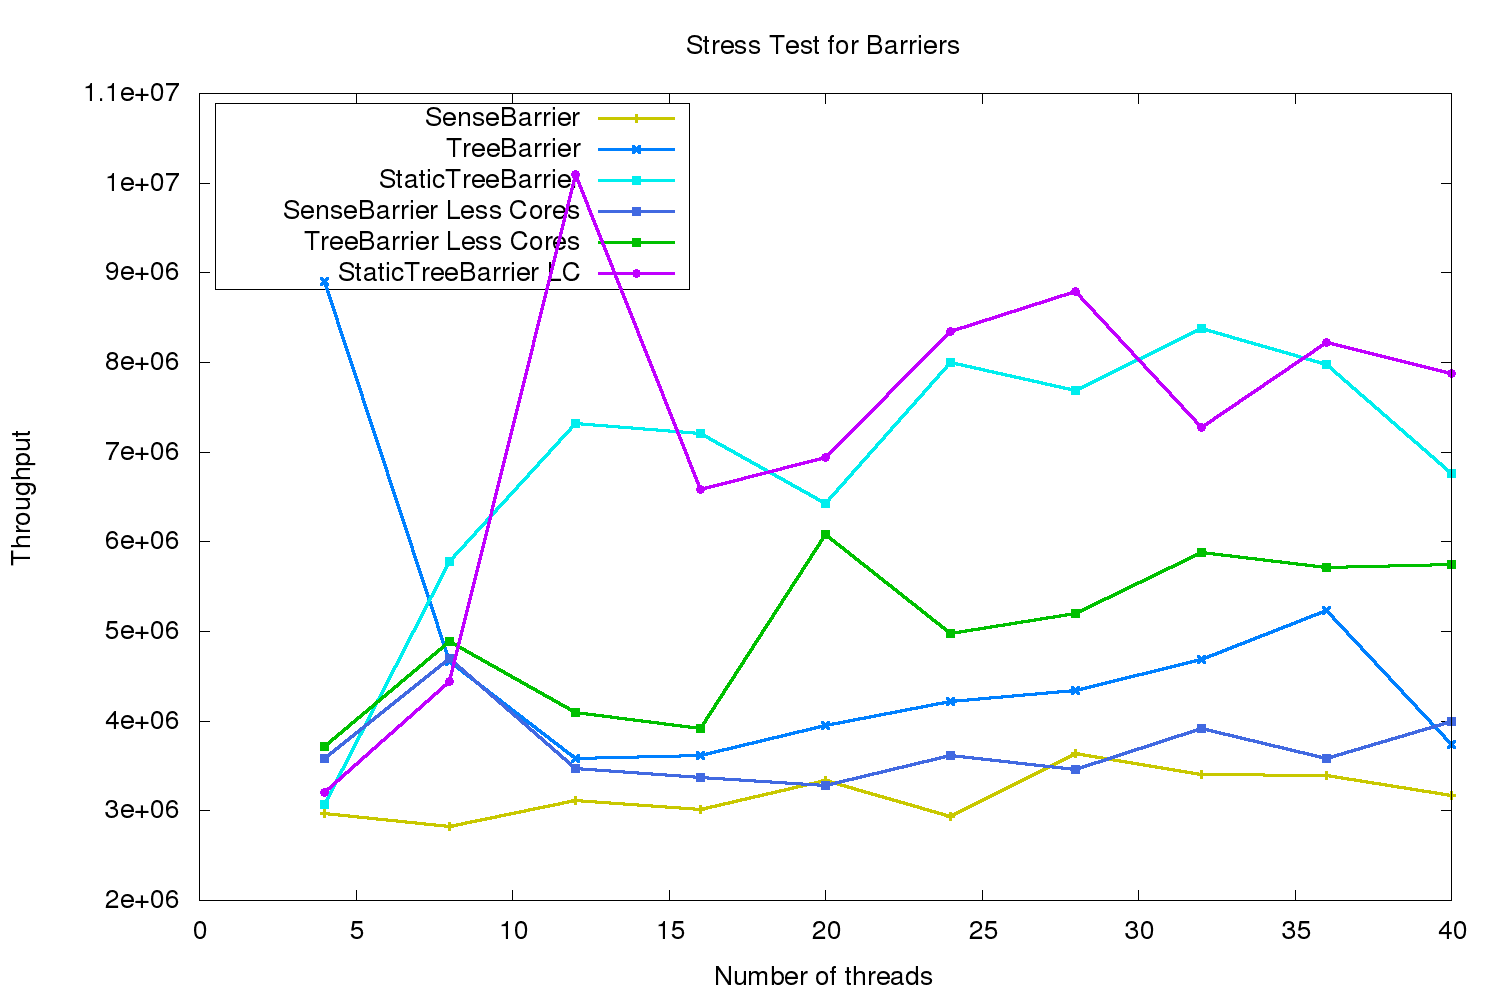 Stress Test for Barriers
1.1e+07
1e+07
9e+06
8e+06
7e+06
6e+06
5e+06
4e+06
3e+06
2e+06
Throughput
SenseBarrier
TreeBarrier
StaticTreeBarrier
SenseBarrier Less Cores
TreeBarrier Less Cores
StaticTreeBarrier LC
0 5 10 15 20 25 30 35 40
Number of threads